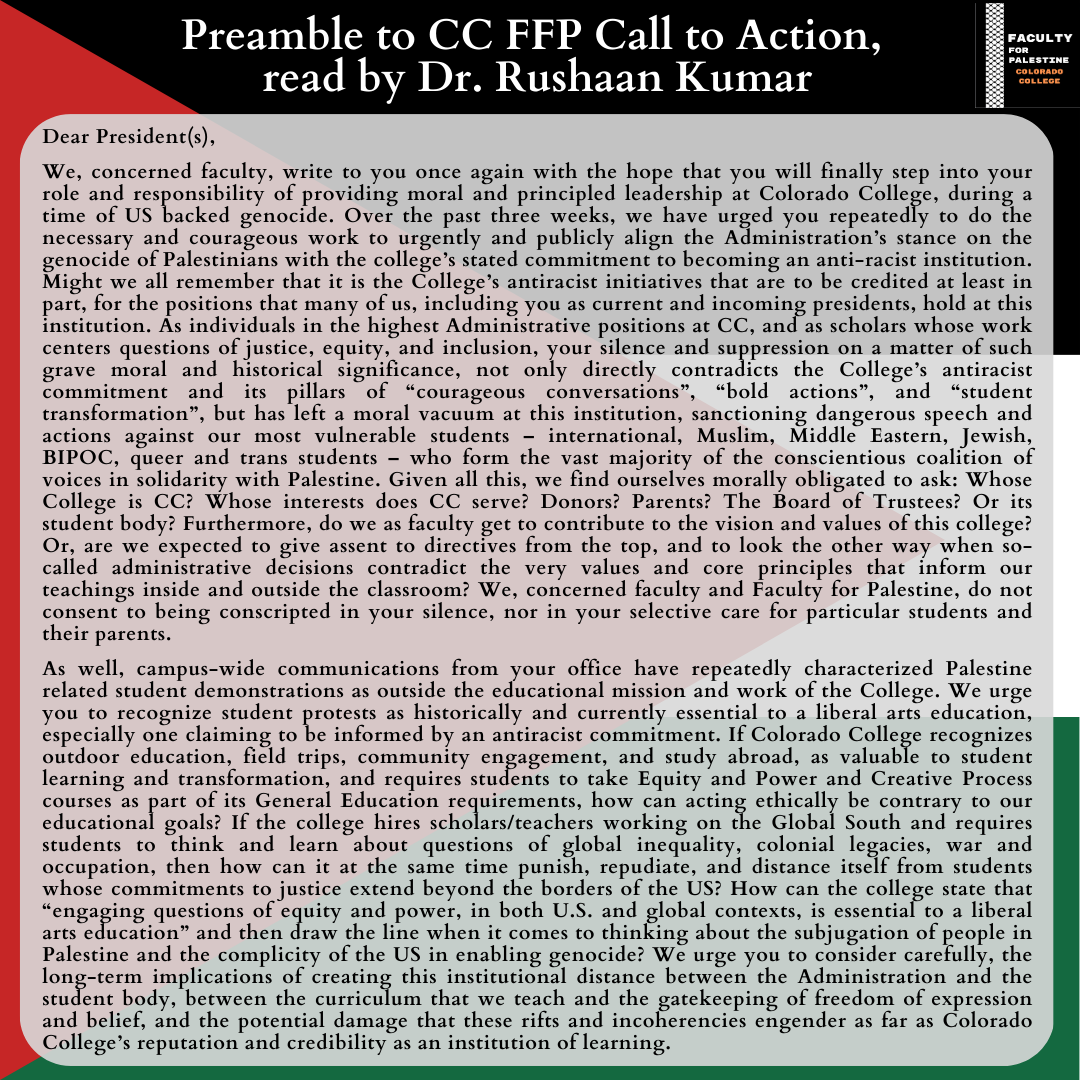 Preamble to CC FFP Call to Action,
read by Dr. Rushaan Kumar
FACULTY
FOR
PALESTINE
COLORADO
COLLEGE
Dear President(s),
We, concerned faculty, write to you once again with the hope that you will finally step into your
role and responsibility of providing moral and principled leadership at Colorado College, during a
time of US backed genocide. Over the past three weeks, we have urged you repeatedly to do the
necessary and courageous work to urgently and publicly align the Administration's stance on the
genocide of Palestinians with the college's stated commitment to becoming an anti-racist institution.
Might we all remember that it is the College's antiracist initiatives that are to be credited at least in
part, for the positions that many of us, including you as current and incoming presidents, hold at this
institution. As individuals in the highest Administrative positions at CC, and as scholars whose work
centers questions of justice, equity, and inclusion, your silence and suppression on a matter of such
grave moral and historical significance, not only directly contradicts the College's antiracist
commitment and its pillars of “courageous conversations”, “bold actions”, and “student
transformation”, but has left a moral vacuum at this institution, sanctioning dangerous speech and
actions against our most vulnerable students – international, Muslim, Middle Eastern, Jewish,
BIPOC, queer and trans students – who form the vast majority of the conscientious coalition of
voices in solidarity with Palestine. Given all this, we find ourselves morally obligated to ask: Whose
College is CC? Whose interests does CC serve? Donors? Parents? The Board of Trustees? Or its
student body? Furthermore, do we as faculty get to contribute to the vision and values of this college?
Or, are we expected to give assent to directives from the top, and to look the other way when so-
called administrative decisions contradict the very values and core principles that inform our
teachings inside and outside the classroom? We, concerned faculty and Faculty for Palestine, do not
consent to being conscripted in your silence, nor in your selective care for particular students and
their parents.
As well, campus-wide communications from your office have repeatedly characterized Palestine
related student demonstrations as outside the educational mission and work of the College. We urge
you to recognize student protests as historically and currently essential to a liberal arts education,
especially one claiming to be informed by an antiracist commitment. If Colorado College recognizes
outdoor education, field trips, community engagement, and study abroad, as valuable to student
learning and transformation, and requires students to take Equity and Power and Creative Process
courses as part of its General Education requirements, how can acting ethically be contrary to our
educational goals? If the college hires scholars/teachers working on the Global South and requires
students to think and learn about questions of global inequality, colonial legacies, war and
occupation, then how can it at the same time punish, repudiate, and distance itself from students
whose commitments to justice extend beyond the borders of the US? How can the college state that
“engaging questions of equity and power, in both U.S. and global contexts, is essential to a liberal
arts education” and then draw the line when it comes to thinking about the subjugation of people in
Palestine and the complicity of the US in enabling genocide? We urge you to consider carefully, the
long-term implications of creating this institutional distance between the Administration and the
student body, between the curriculum that we teach and the gatekeeping of freedom of expression
and belief, and the potential damage that these rifts and incoherencies engender as far as Colorado
College's reputation and credibility as an institution of learning.